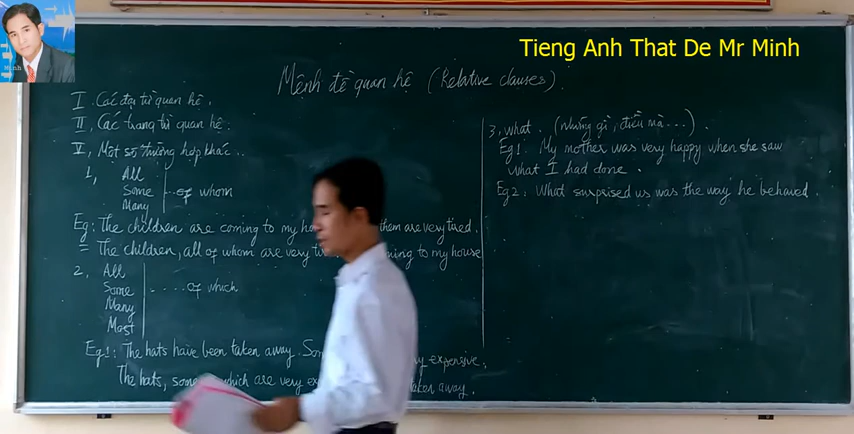 Tieng Anh That De Mr Minh
Minh
Mệnh đề quan hệ (Relative clauses).
I. Các đại từ quan hệ.
II, Các trạng từ quan hệ.
V, Một số trường hợp khác..
1, All
Some ...of whom
Many
Eg: The children are coming to my ho them are very tired.
= The children, all of whom are very ti ming to my house
2, All
Some . ....of which
Many
Most
Eg1: The hats have been taken away. Som y expensive.
The hats, some which are very exp taken away.
3, what. (những gì, điều mà...).
Eg1. My mother was very happy when she saw
what I had done.
Eg2: What surprised us was the way he behaved.